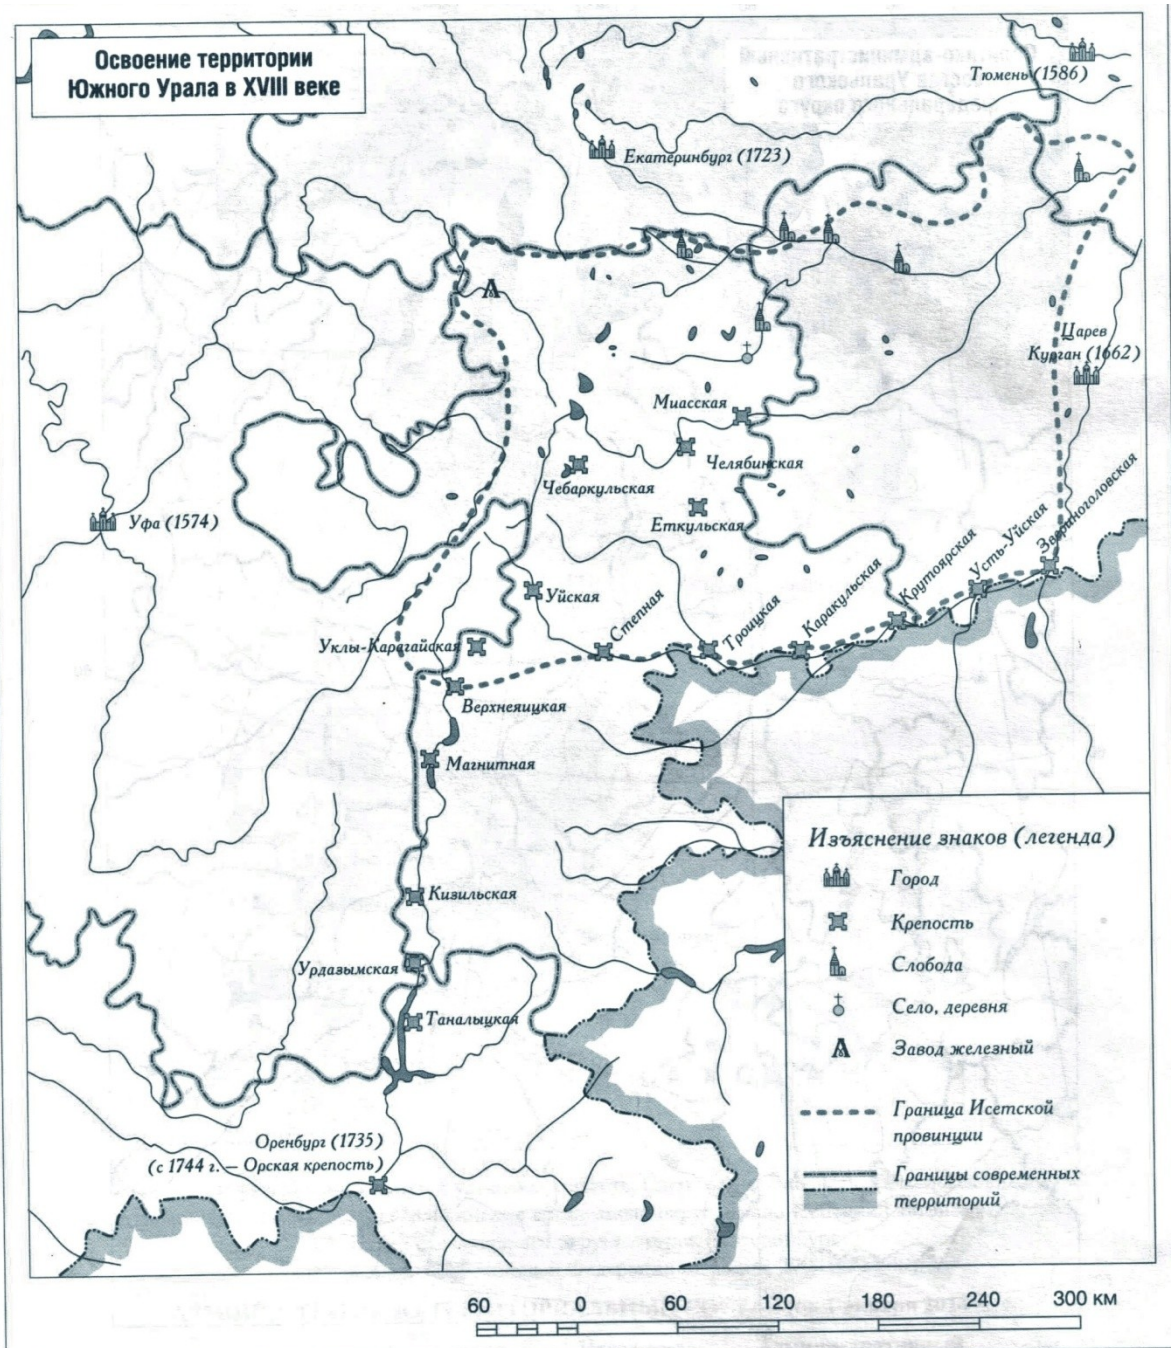 Освоение территории
Южного Урала в XVIII веке
Тюмень (1586)
Екатеринбург (1723)
Царев
Курган (1662)
Миасская
Челябинская
Чебаркульская
Еткульская
Уфа (1574)
Звериноголовская
Усть-Уйская
Крутоярская
Каракульская
Троицкая
Степная
Уйская
Уклы-Карагайская
Верхнеяицкая
Магнитная
Кизильская
Урдазымская
Таналыцкая
Оренбург (1735)
(с 1744 г. – Орская крепость)
Изъяснение знаков (легенда)
Город
Крепость
Слобода
Село, деревня
Завод железный
Граница Исетской
провинции
Границы современных
территорий
60 0 60 120 180 240 300 км